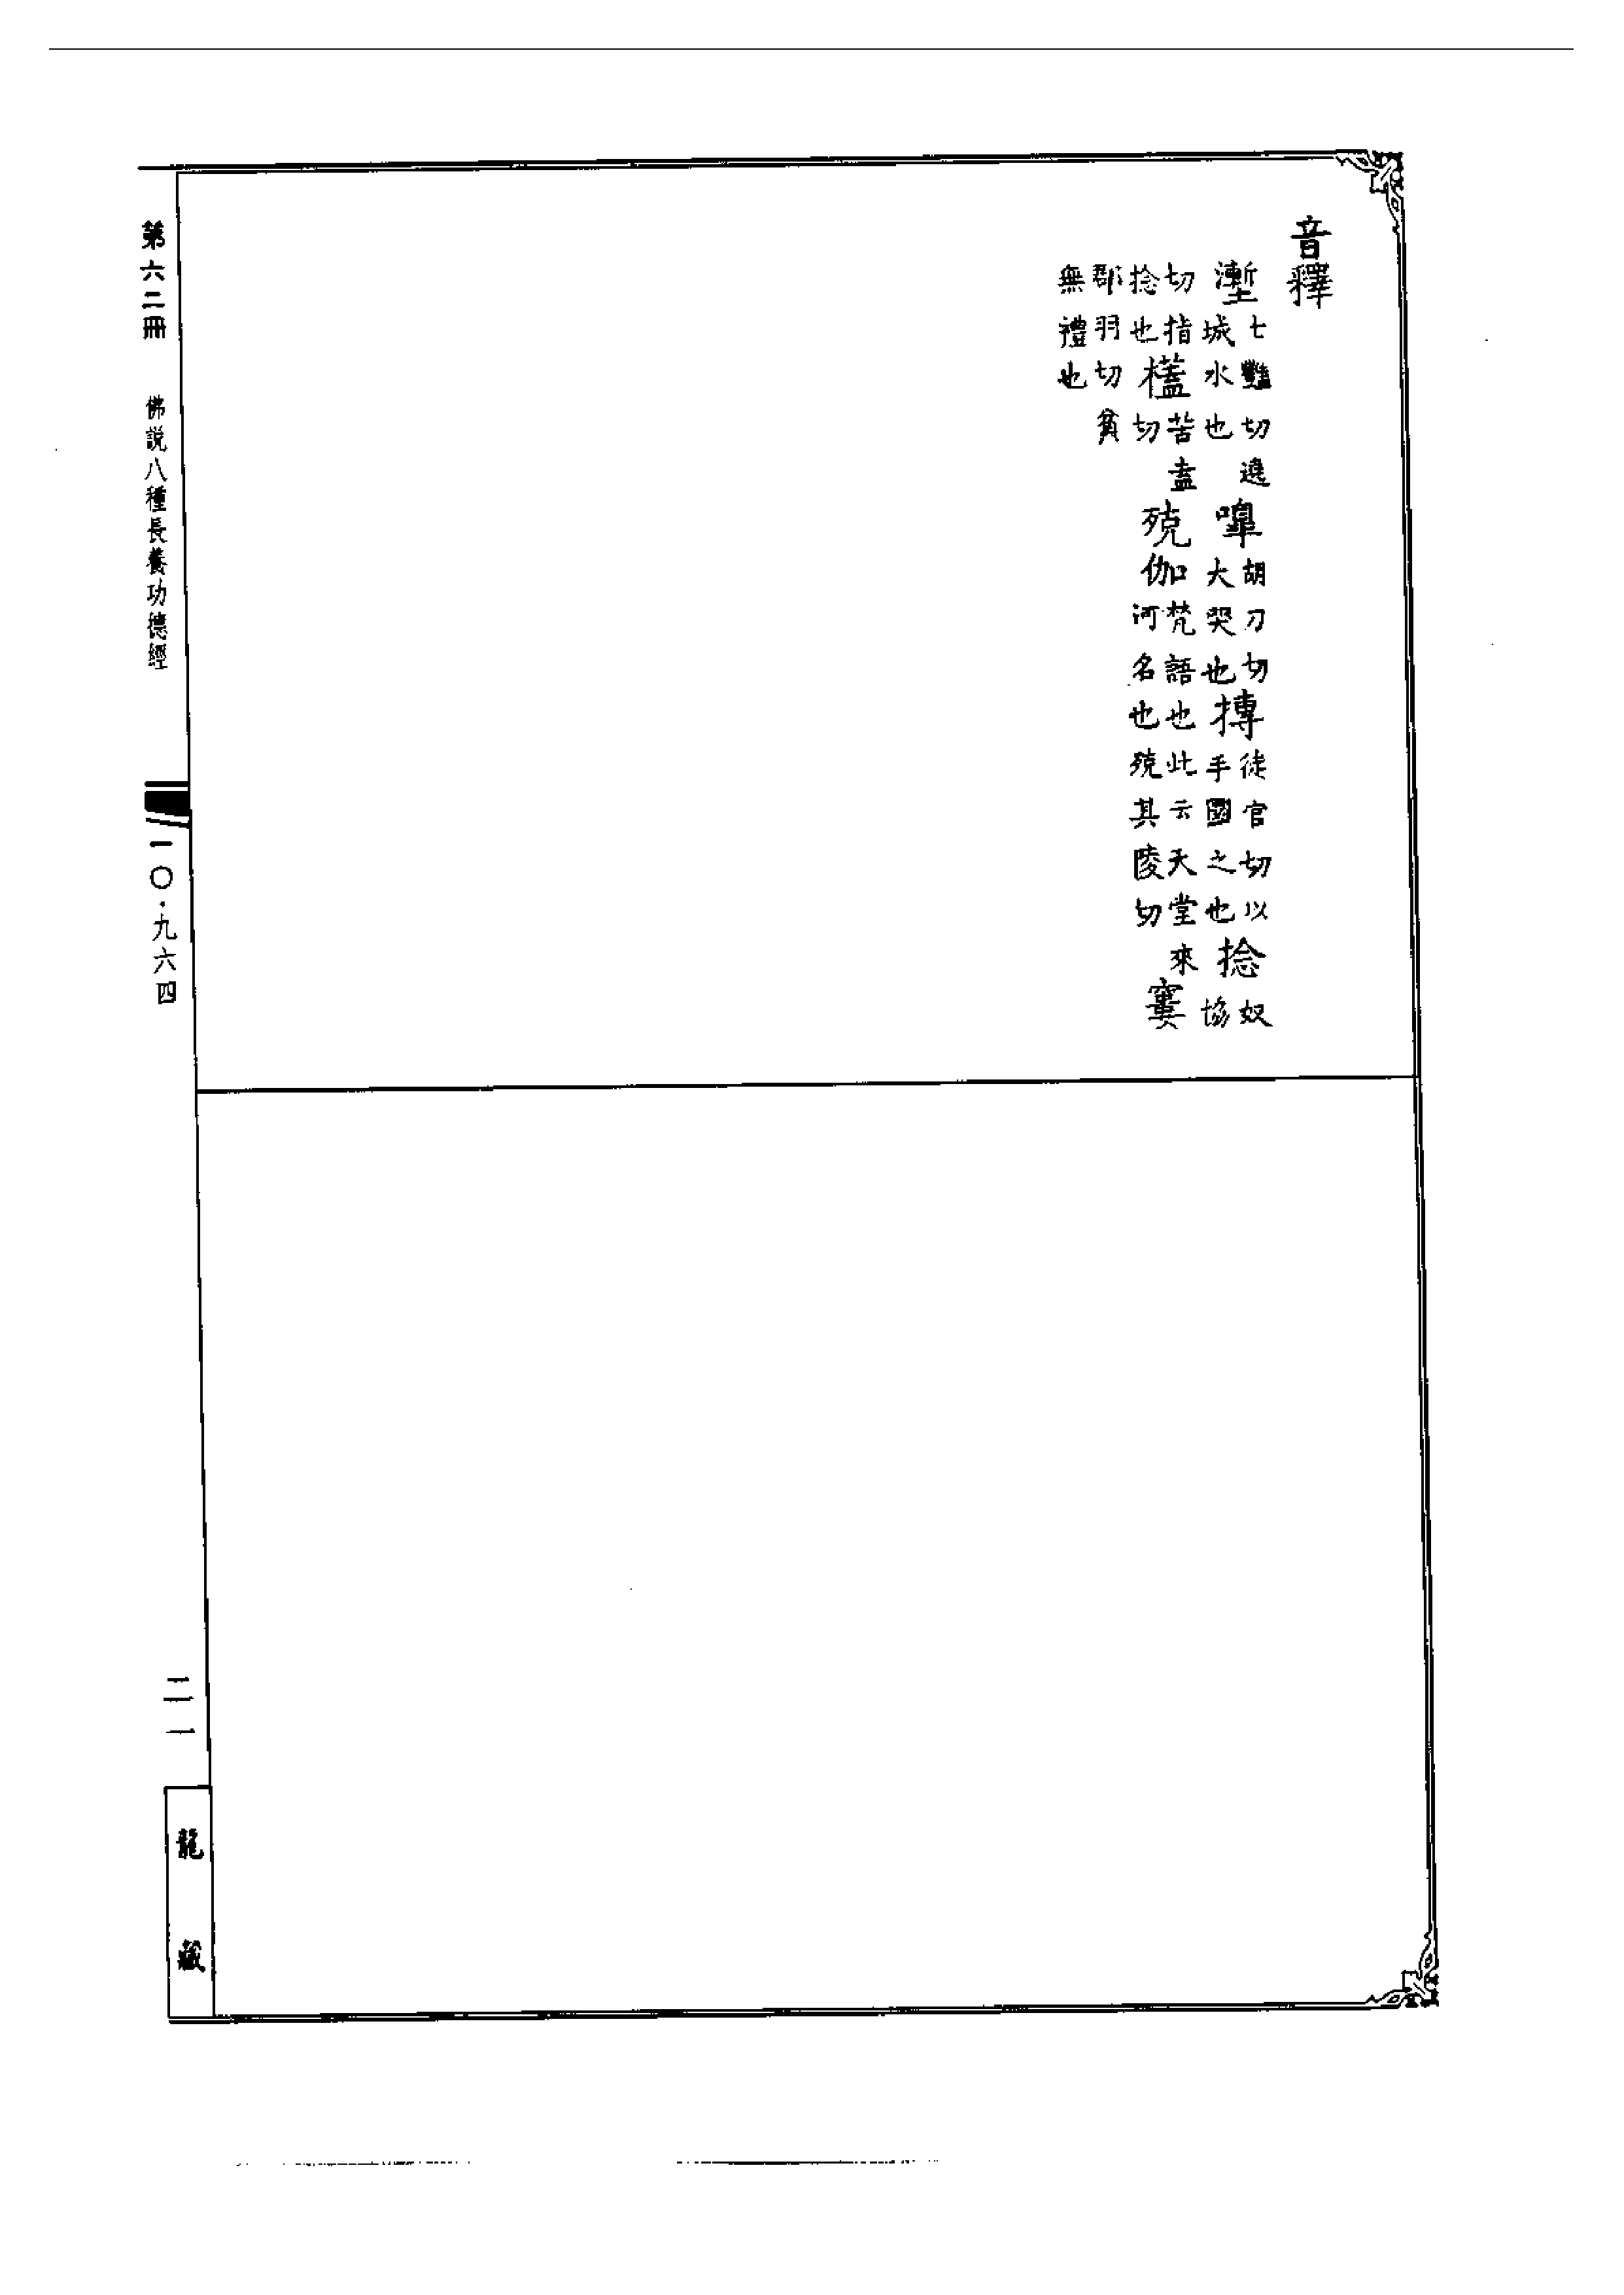 音釋
塹七豔切遶城水也嘷胡刀切大哭也摶徒官切以手團之也捻奴協
切指捻也榼苦盍切殑伽梵語也此云天堂來河名也殑其陵切窶
郡羽切貧無禮也
第六二冊 佛說八種長養功德經 一〇·九六四 二一一
龍藏